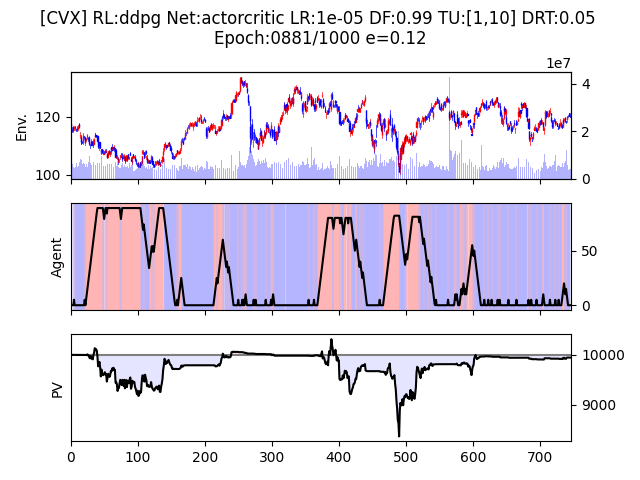 [CVX] RL:ddpg Net:actorcritic LR:1e-05 DF:0.99 TU:[1,10] DRT:0.05
Epoch:0881/1000 e=0.12
1e7
Env.
120
100
4
2
0
Agent
50
0
PV
10000
9000
0
100
200
300
400
500
600
700